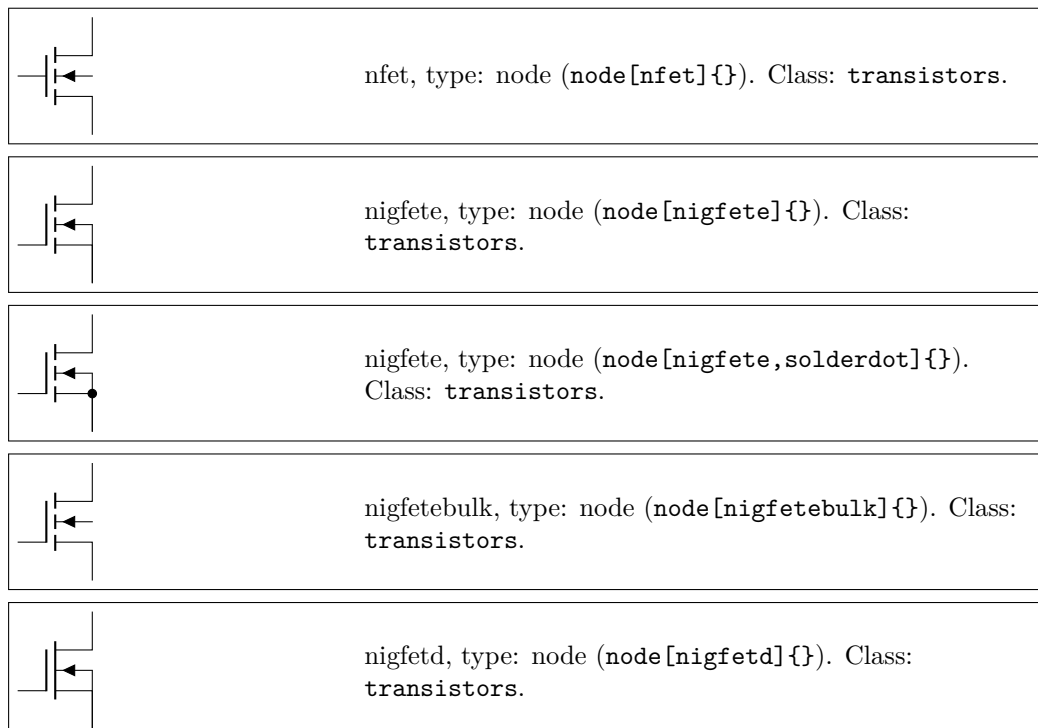 nfet, type: node (node[nfet]{}). Class: transistors.
nigfete, type: node (node[nigfete]{}). Class:
transistors.
nigfete, type: node (node[nigfete,solderdot]{}).
Class: transistors.
nigfetebulk, type: node (node[nigfetebulk]{}). Class:
transistors.
nigfetd, type: node (node[nigfetd]{}). Class:
transistors.